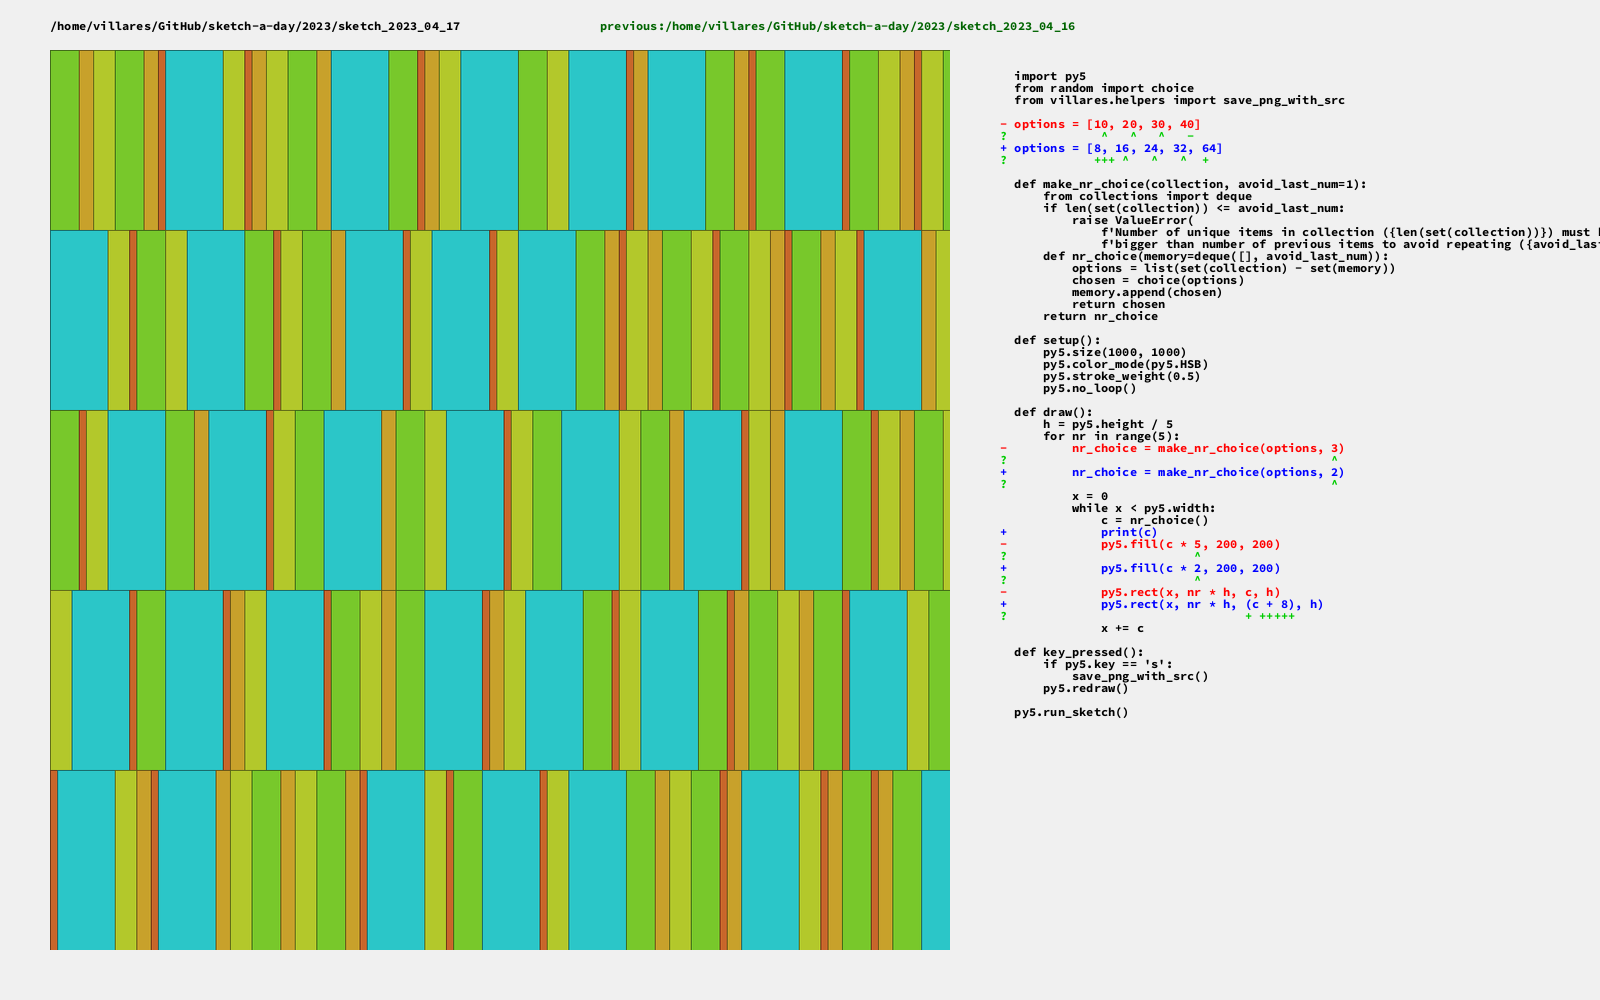 /home/villares/GitHub/sketch-a-day/2023/sketch_2023_04_17
previous:/home/villares/GitHub/sketch-a-day/2023/sketch_2023_04_16
  import py5
  from random import choice
  from villares.helpers import save_png_with_src
- options = [10, 20, 30, 40]
?             ^   ^   ^   -
+ options = [8, 16, 24, 32, 64]
?            +++ ^   ^   ^  +
  def make_nr_choice(collection, avoid_last_num=1):
      from collections import deque
      if len(set(collection)) <= avoid_last_num:
          raise ValueError(
              f'Number of unique items in collection ({len(set(collection))}) must
              f'bigger than number of previous items to avoid repeating ({avoid_las
      def nr_choice(memory=deque([], avoid_last_num)):
          options = list(set(collection) - set(memory))
          chosen = choice(options)
          memory.append(chosen)
          return chosen
      return nr_choice
  def setup():
      py5.size(1000, 1000)
      py5.color_mode(py5.HSB)
      py5.stroke_weight(0.5)
      py5.no_loop()
  def draw():
      h = py5.height / 5
      for nr in range(5):
-         nr_choice = make_nr_choice(options, 3)
?                                             ^
+         nr_choice = make_nr_choice(options, 2)
?                                             ^
          x = 0
          while x < py5.width:
              c = nr_choice()
+             print(c)
-             py5.fill(c * 5, 200, 200)
?                          ^
+             py5.fill(c * 2, 200, 200)
?                          ^
-             py5.rect(x, nr * h, c, h)
+             py5.rect(x, nr * h, (c + 8), h)
?                                 + +++++
              x += c
  def key_pressed():
      if py5.key == 's':
          save_png_with_src()
      py5.redraw()
  py5.run_sketch()